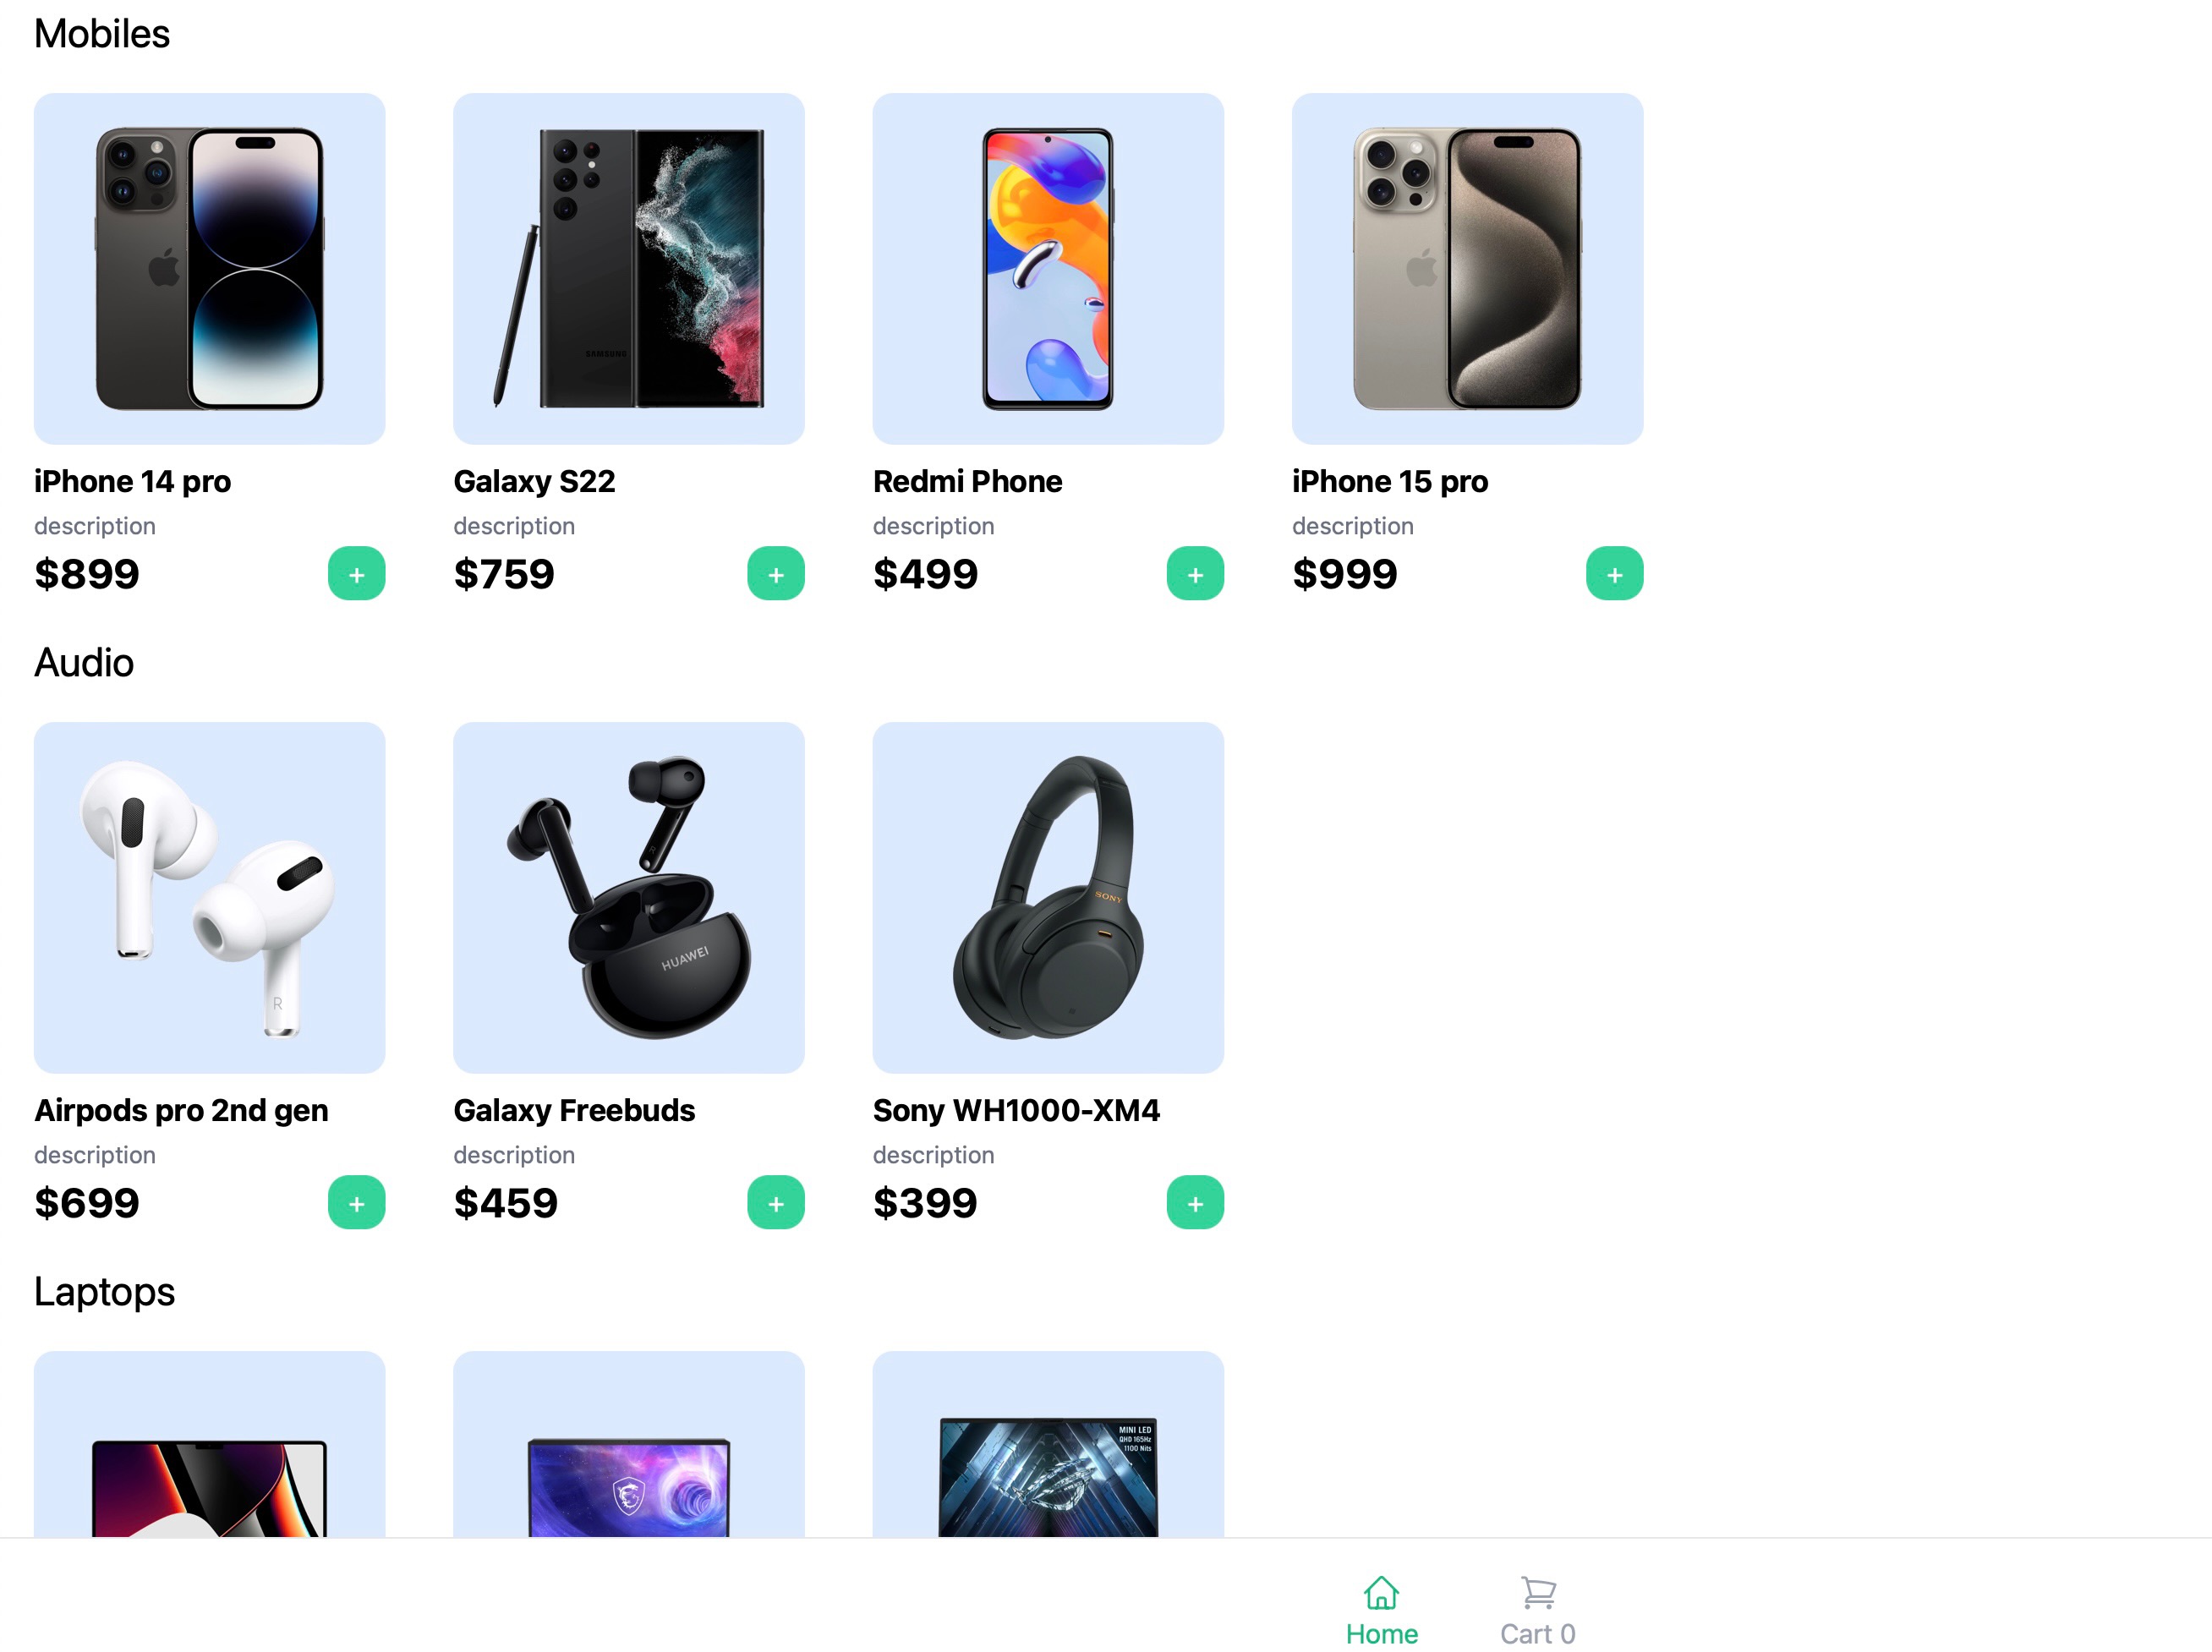 Mobiles
SAMSUNG
iPhone 14 pro
Galaxy S22
Redmi Phone
iPhone 15 pro
description
description
description
description
$899
+
$759
+
$499
+
$999
+
Audio
SONY
HUAWEI
R
R
Airpods pro 2nd gen
Galaxy Freebuds
Sony WH1000-XM4
description
description
description
$699
+
$459
+
$399
+
Laptops
MINI LED
QHD 165Hz
1100 Nits
Home
Cart 0